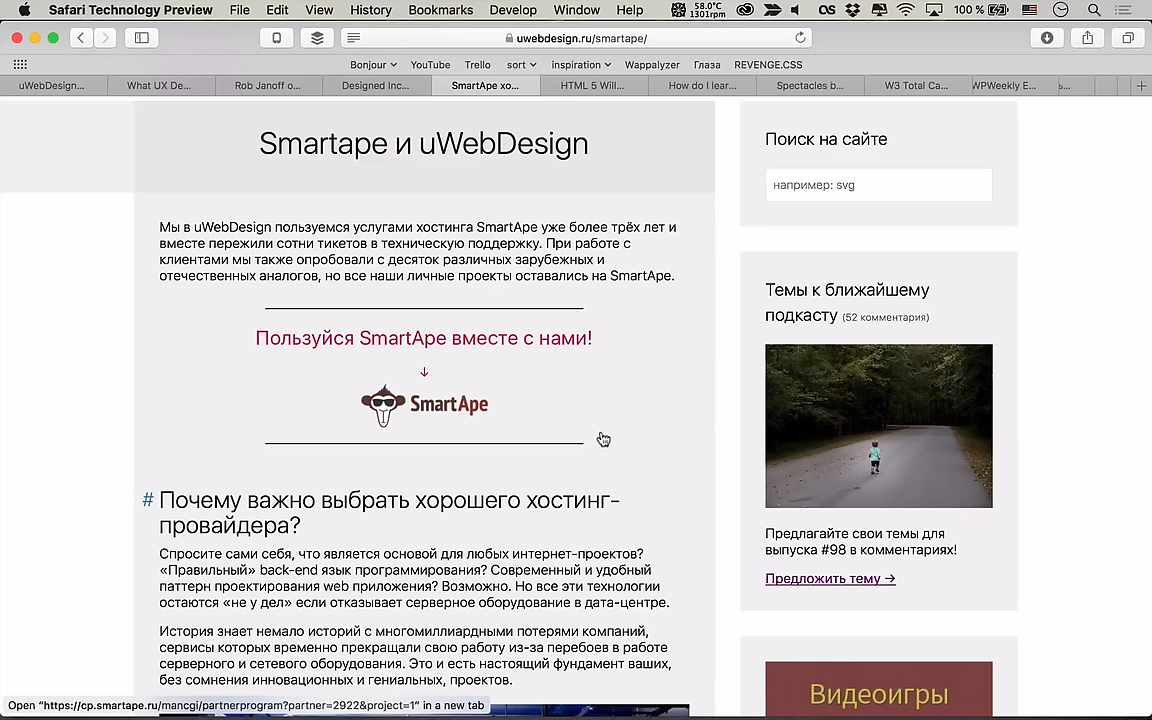 Safari Technology Preview File Edit View History Bookmarks Develop Window Help 58.0°C 1301rpm 100 %
uwebdesign.ru/smartape/
Bonjour YouTube Trello sort inspiration Wappalyzer Глаза REVENGE.CSS
uWebDesign... What UX De... Rob Janoff o... Designed Inc... SmartApe хо... HTML 5 Will... How do I lear... Spectacles b... W3 Total Ca... WPWeekly E...
Smartape и uWebDesign
Мы в uWebDesign пользуемся услугами хостинга SmartApe уже более трёх лет и
вместе пережили сотни тикетов в техническую поддержку. При работе с
клиентами мы также опробовали с десяток различных зарубежных и
отечественных аналогов, но все наши личные проекты оставались на SmartApe.
Пользуйся SmartApe вместе с нами!
↓
SmartApe
# Почему важно выбрать хорошего хостинг-
провайдера?
Спросите сами себя, что является основой для любых интернет-проектов?
«Правильный» back-end язык программирования? Современный и удобный
паттерн проектирования web приложения? Возможно. Но все эти технологии
остаются «не у дел» если отказывает серверное оборудование в дата-центре.
История знает немало историй с многомиллиардными потерями компаний,
сервисы которых временно прекращали свою работу из-за перебоев в работе
серверного и сетевого оборудования. Это и есть настоящий фундамент ваших,
без сомнения инновационных и гениальных, проектов.
Поиск на сайте
например: svg
Темы к ближайшему
подкасту (52 комментария)
Предлагайте свои темы для
выпуска #98 в комментариях!
Предложить тему →
Видеоигры
Open “https://cp.smartape.ru/mancgi/partnerprogram?partner=2922&project=1” in a new tab